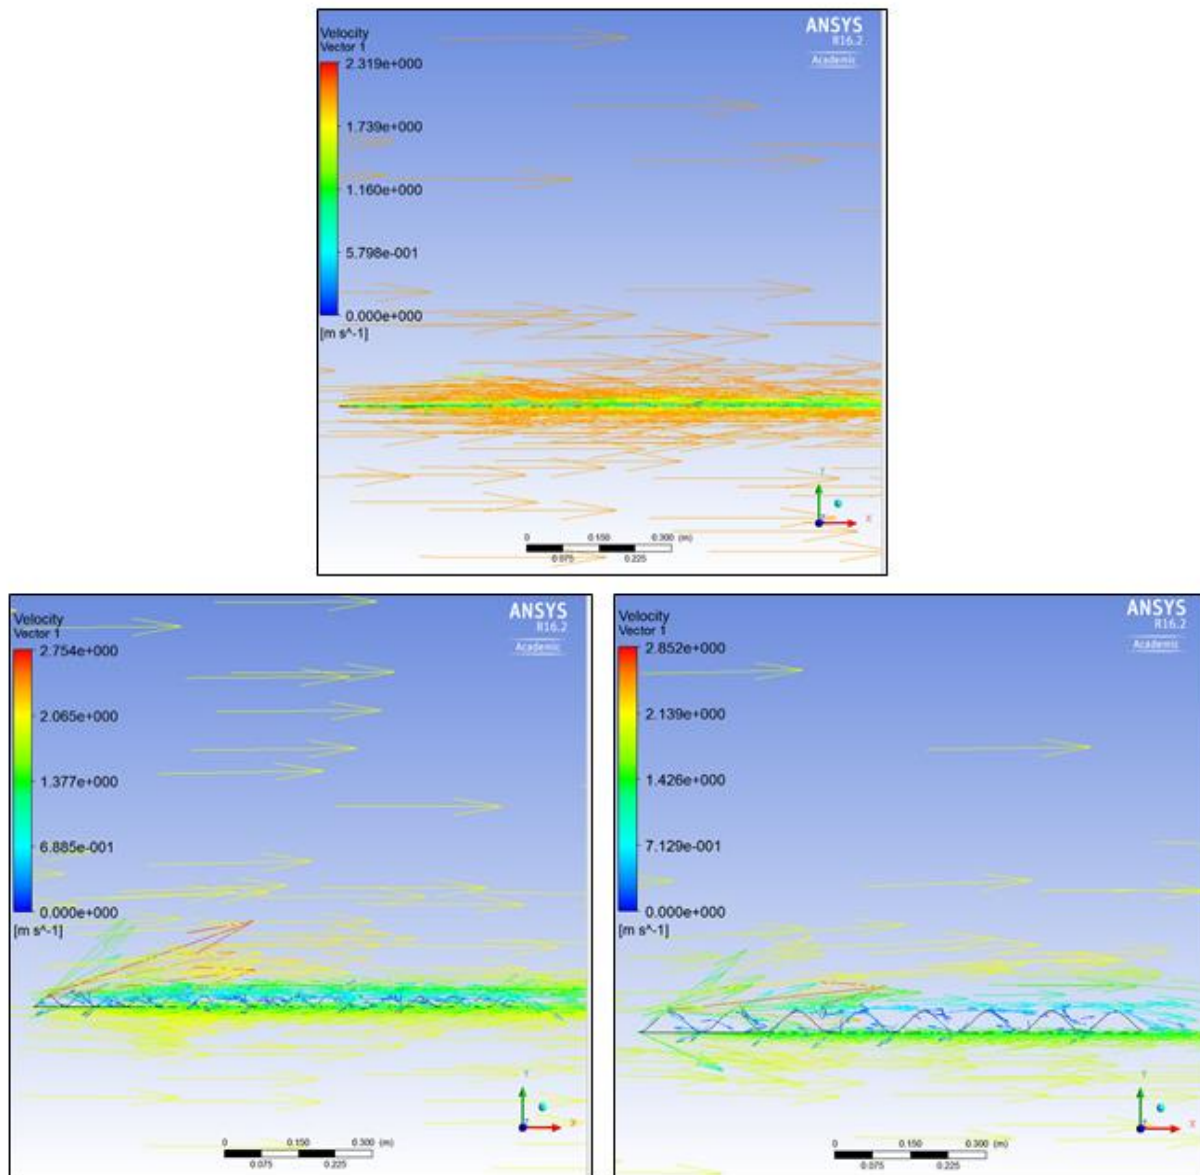 Velocity
Vector 1
2.319e+000
1.739e+000
1.160e+000
5.798e-001
0.000e+000
[m s^-1]
ANSYS
R16.2
Academic
Y
X
0 0.150 0.300 (m)
0.075 0.225
Velocity
Vector 1
2.754e+000
2.065e+000
1.377e+000
6.885e-001
0.000e+000
[m s^-1]
ANSYS
R16.2
Academic
Y
X
0 0.150 0.300 (m)
0.075 0.225
Velocity
Vector 1
2.852e+000
2.139e+000
1.426e+000
7.129e-001
0.000e+000
[m s^-1]
ANSYS
R16.2
Academic
Y
X
0 0.150 0.300 (m)
0.075 0.225